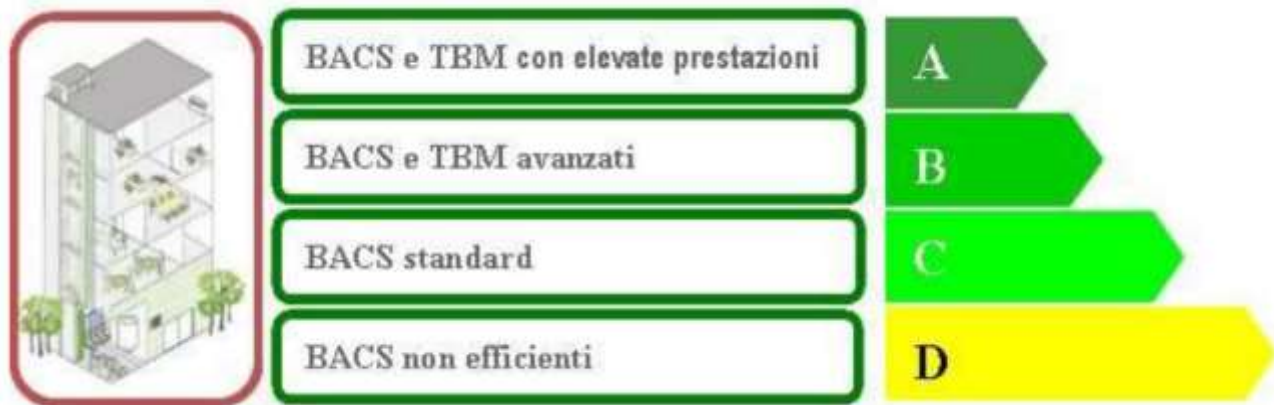 BACS e TBM con elevate prestazioni
A
BACS e TBM avanzati
B
BACS standard
C
BACS non efficienti
D